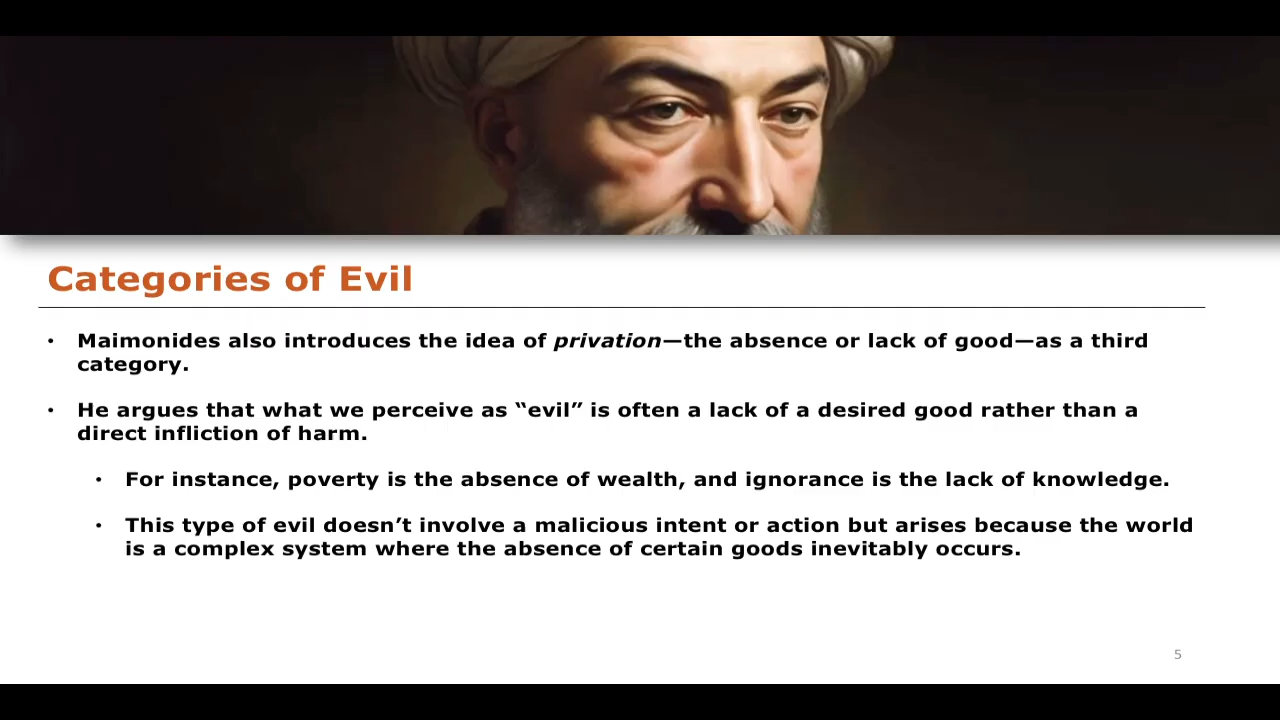 Categories of Evil
• Maimonides also introduces the idea of privation—the absence or lack of good—as a third
category.
• He argues that what we perceive as “evil” is often a lack of a desired good rather than a
direct infliction of harm.
• For instance, poverty is the absence of wealth, and ignorance is the lack of knowledge.
• This type of evil doesn’t involve a malicious intent or action but arises because the world
is a complex system where the absence of certain goods inevitably occurs.
5